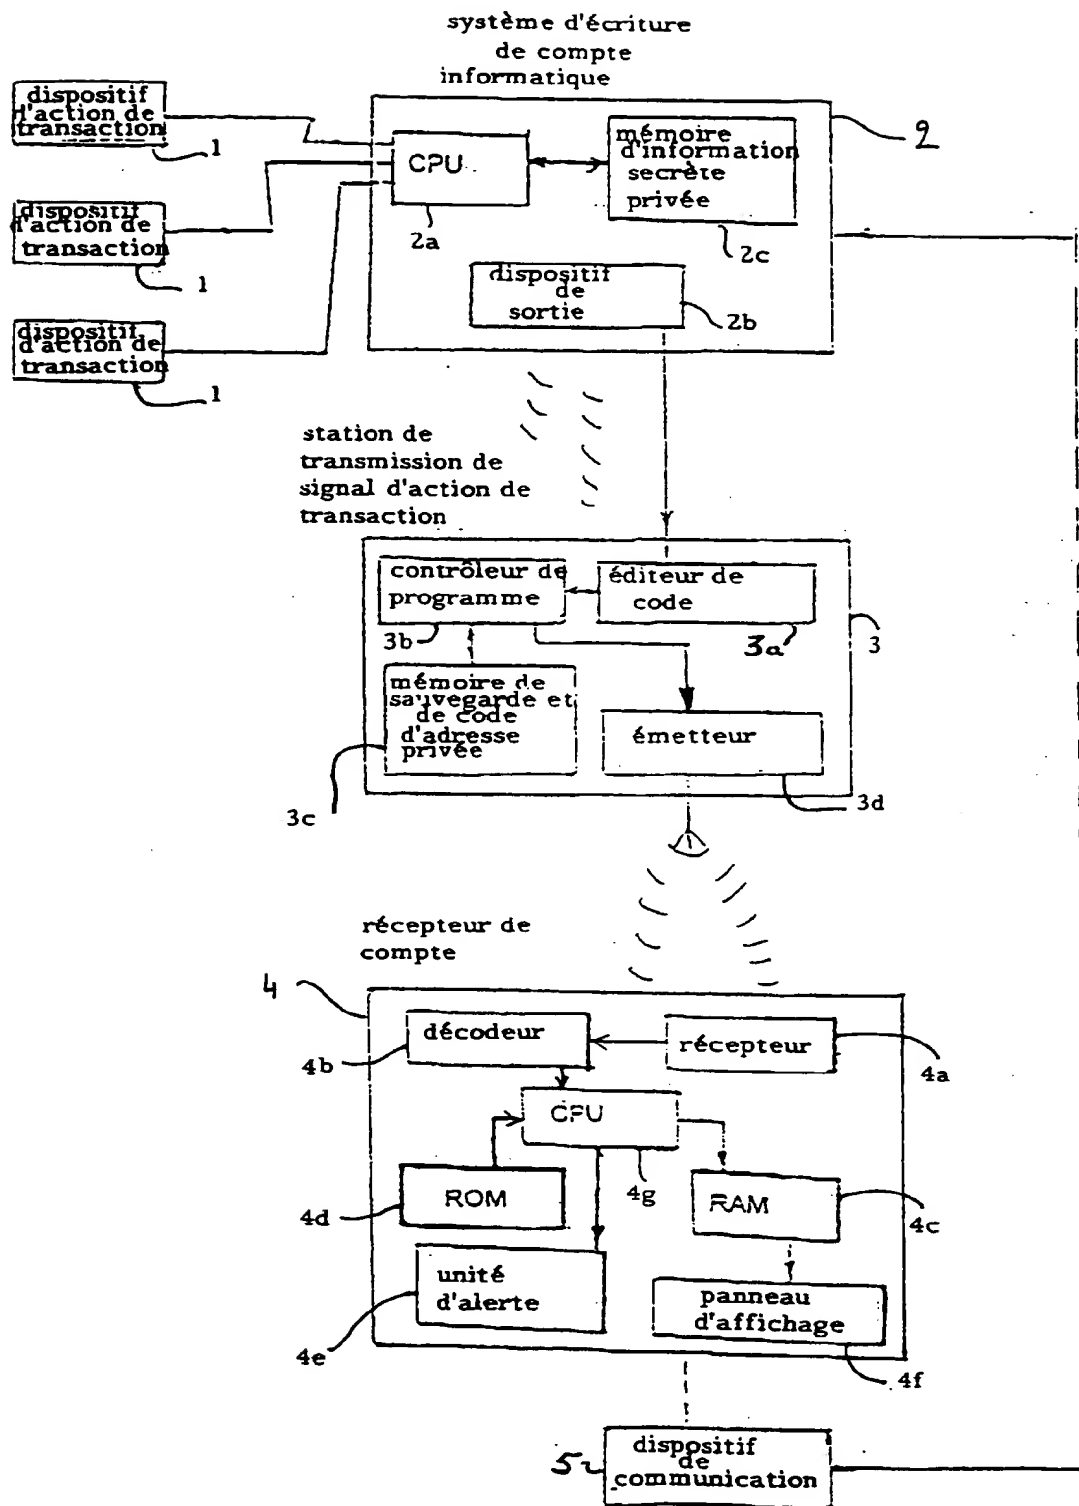 système d'écriture
de compte
informatique
dispositif
d'action de
transaction
1
CPU
2a
mémoire
d'information
secrète
privée
2c
2
dispositif
d'action de
transaction
1
dispositif
de
sortie
2b
dispositif
d'action de
transaction
1
station de
transmission de
signal d'action de
transaction
contrôleur de
programme
3b
éditeur de
code
3a
3
mémoire de
sauvegarde et
de code
d'adresse
privée
3c
émetteur
3d
récepteur de
compte
4
décodeur
4b
récepteur
4a
CPU
4g
ROM
4d
RAM
4c
unité
d'alerte
4e
panneau
d'affichage
4f
5
dispositif
de
communication